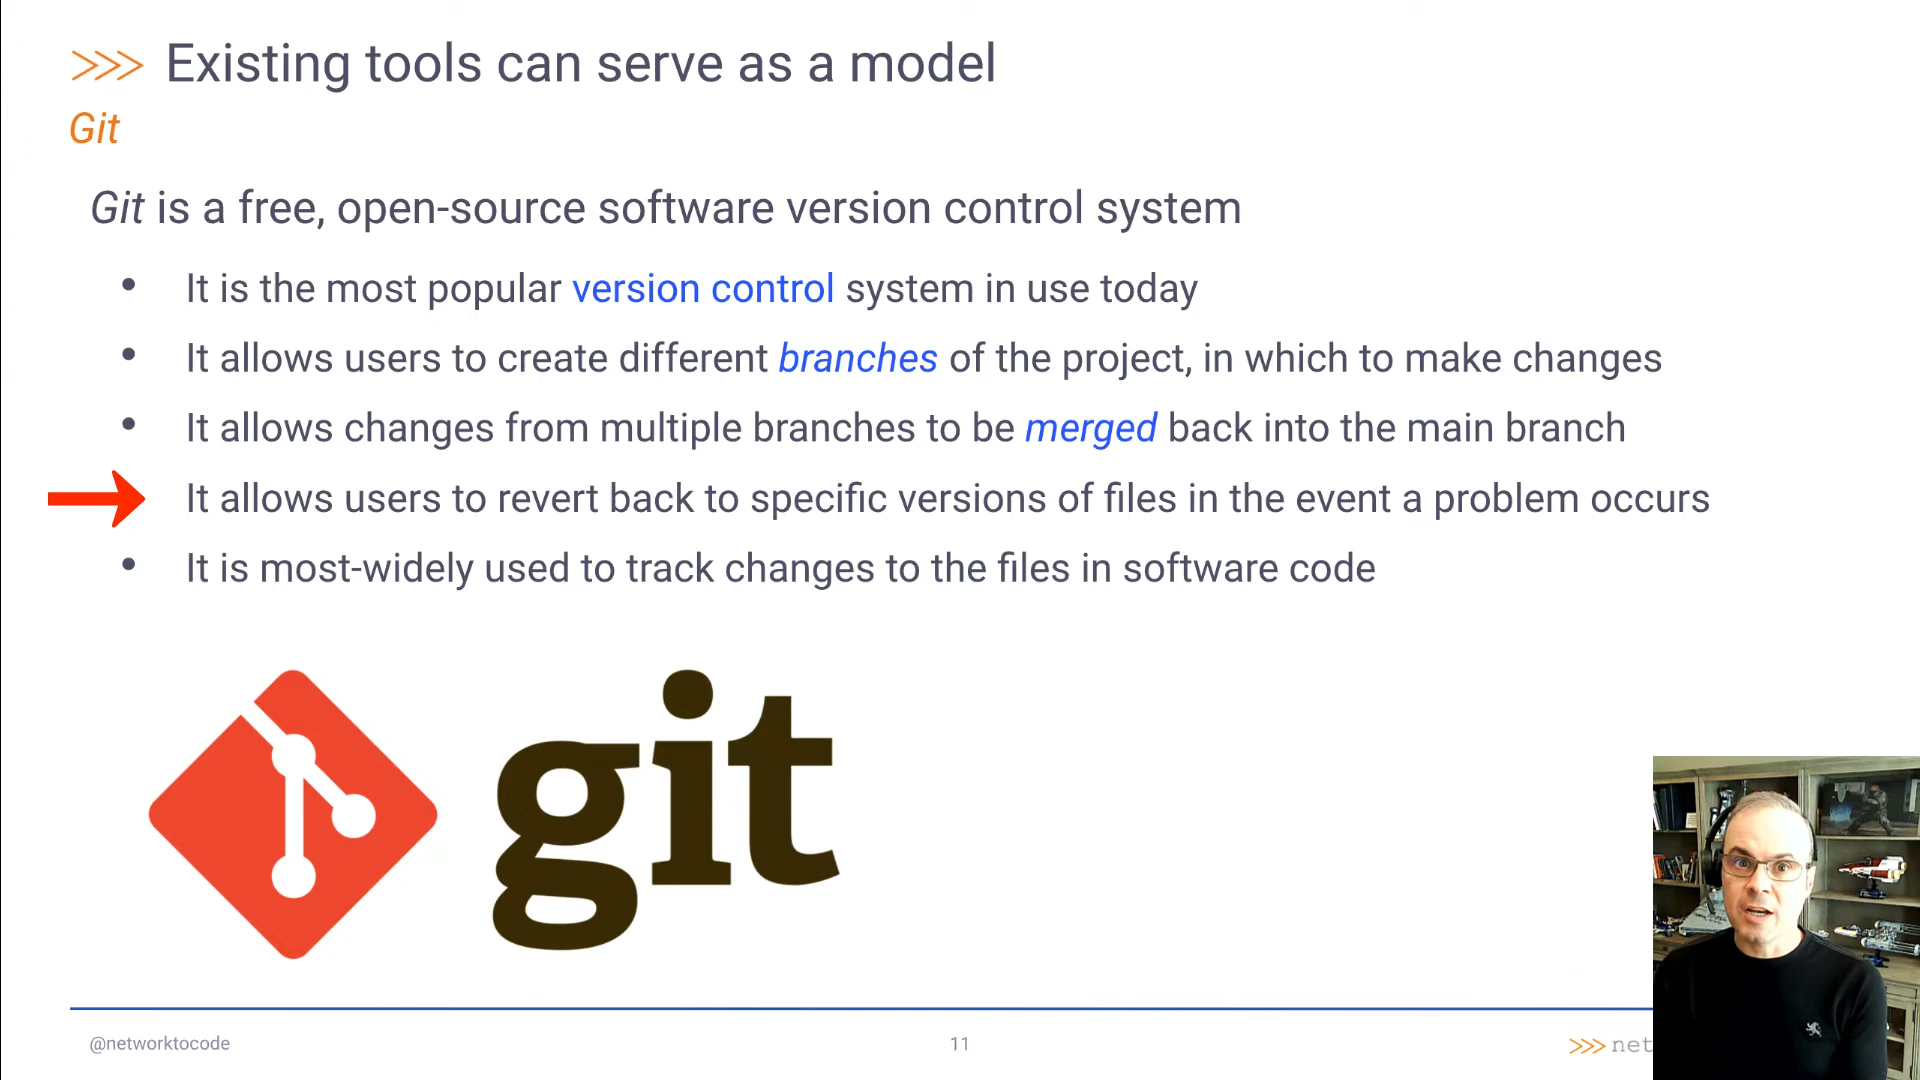 >>> Existing tools can serve as a model
Git
Git is a free, open-source software version control system
• It is the most popular version control system in use today
• It allows users to create different branches of the project, in which to make changes
• It allows changes from multiple branches to be merged back into the main branch
It allows users to revert back to specific versions of files in the event a problem occurs
• It is most-widely used to track changes to the files in software code
git
@networktocode
11
>>> net